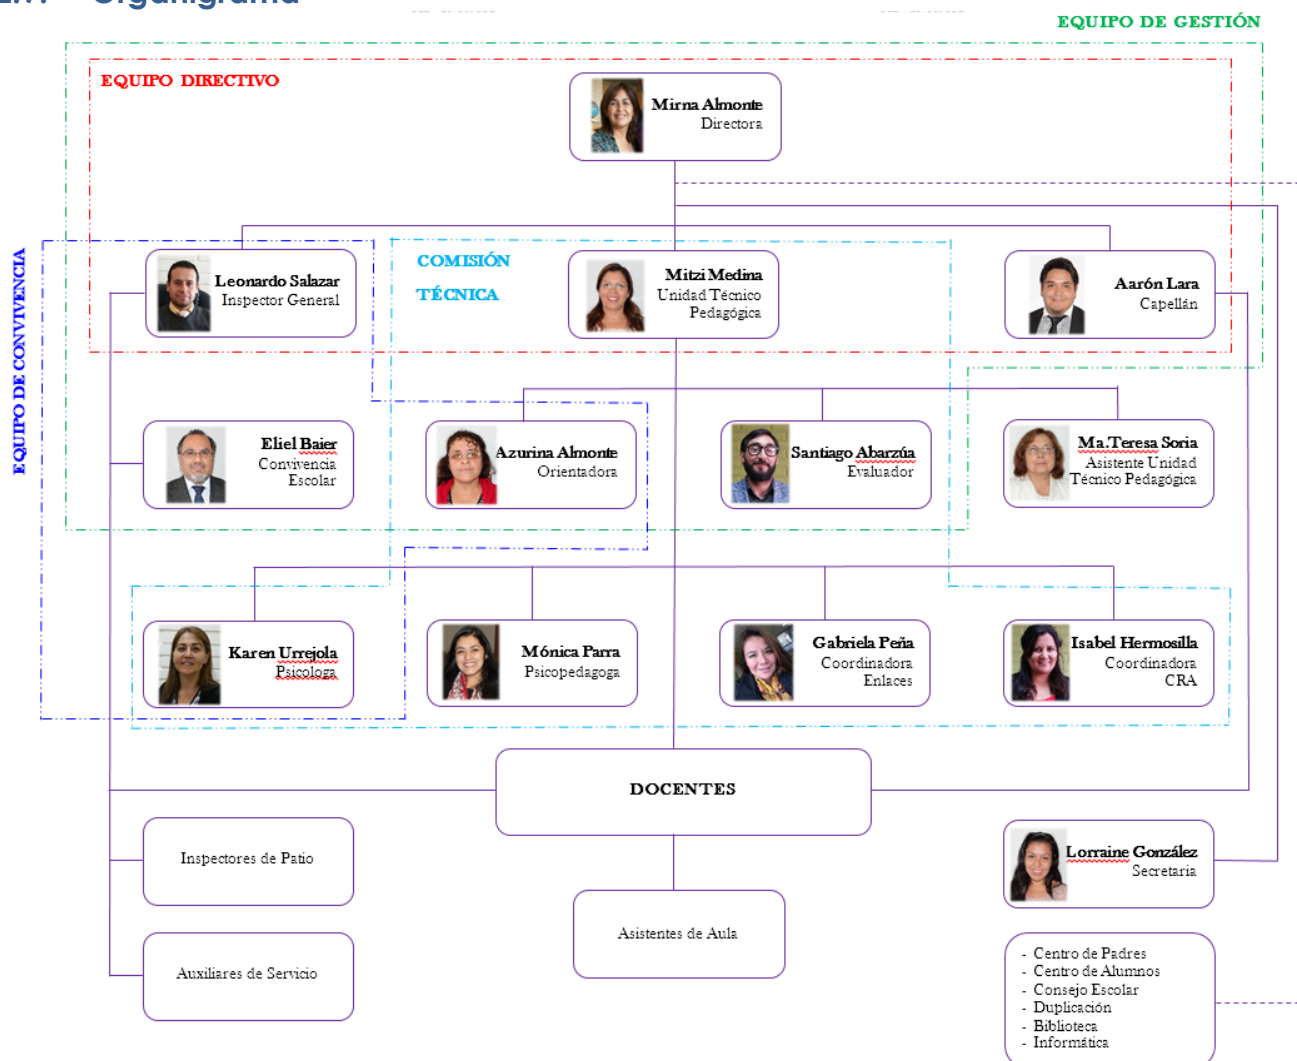 Organigrama
EQUIPO DE GESTIÓN
EQUIPO DIRECTIVO
Mirna Almonte
Directora
EQUIPO DE CONVIVENCIA
Leonardo Salazar
Inspector General
COMISIÓN
TÉCNICA
Mitzi Medina
Unidad Técnico
Pedagógica
Aarón Lara
Capellán
Eliel Baier
Convivencia
Escolar
Azurina Almonte
Orientadora
Santiago Abarzúa
Evaluador
Ma.Teresa Soria
Asistente Unidad
Técnico Pedagógica
Karen Urrejola
Psicologa
Mónica Parra
Psicopedagoga
Gabriela Peña
Coordinadora
Enlaces
Isabel Hermosilla
Coordinadora
CRA
DOCENTES
Inspectores de Patio
Lorraine González
Secretaria
Asistentes de Aula
Auxiliares de Servicio
- Centro de Padres
- Centro de Alumnos
- Consejo Escolar
- Duplicación
- Biblioteca
- Informática